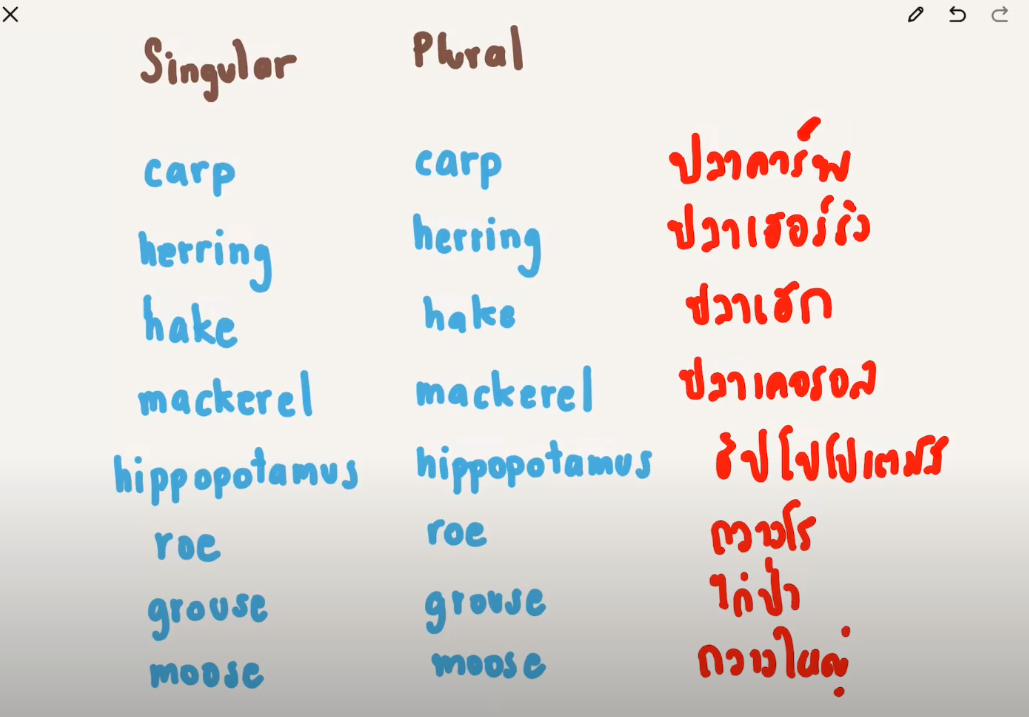 Singular Plural
carp carp ปลาคาร์พ
herring herring ปลาเฮอร์ริง
hake hake ปลาเฮก
mackerel mackerel ปลาเคอรอล
hippopotamus hippopotamus ฮิปโปโปเตมัส
roe roe กวางโร
grouse grouse ไก่ป่า
moose moose กวางใหญ่